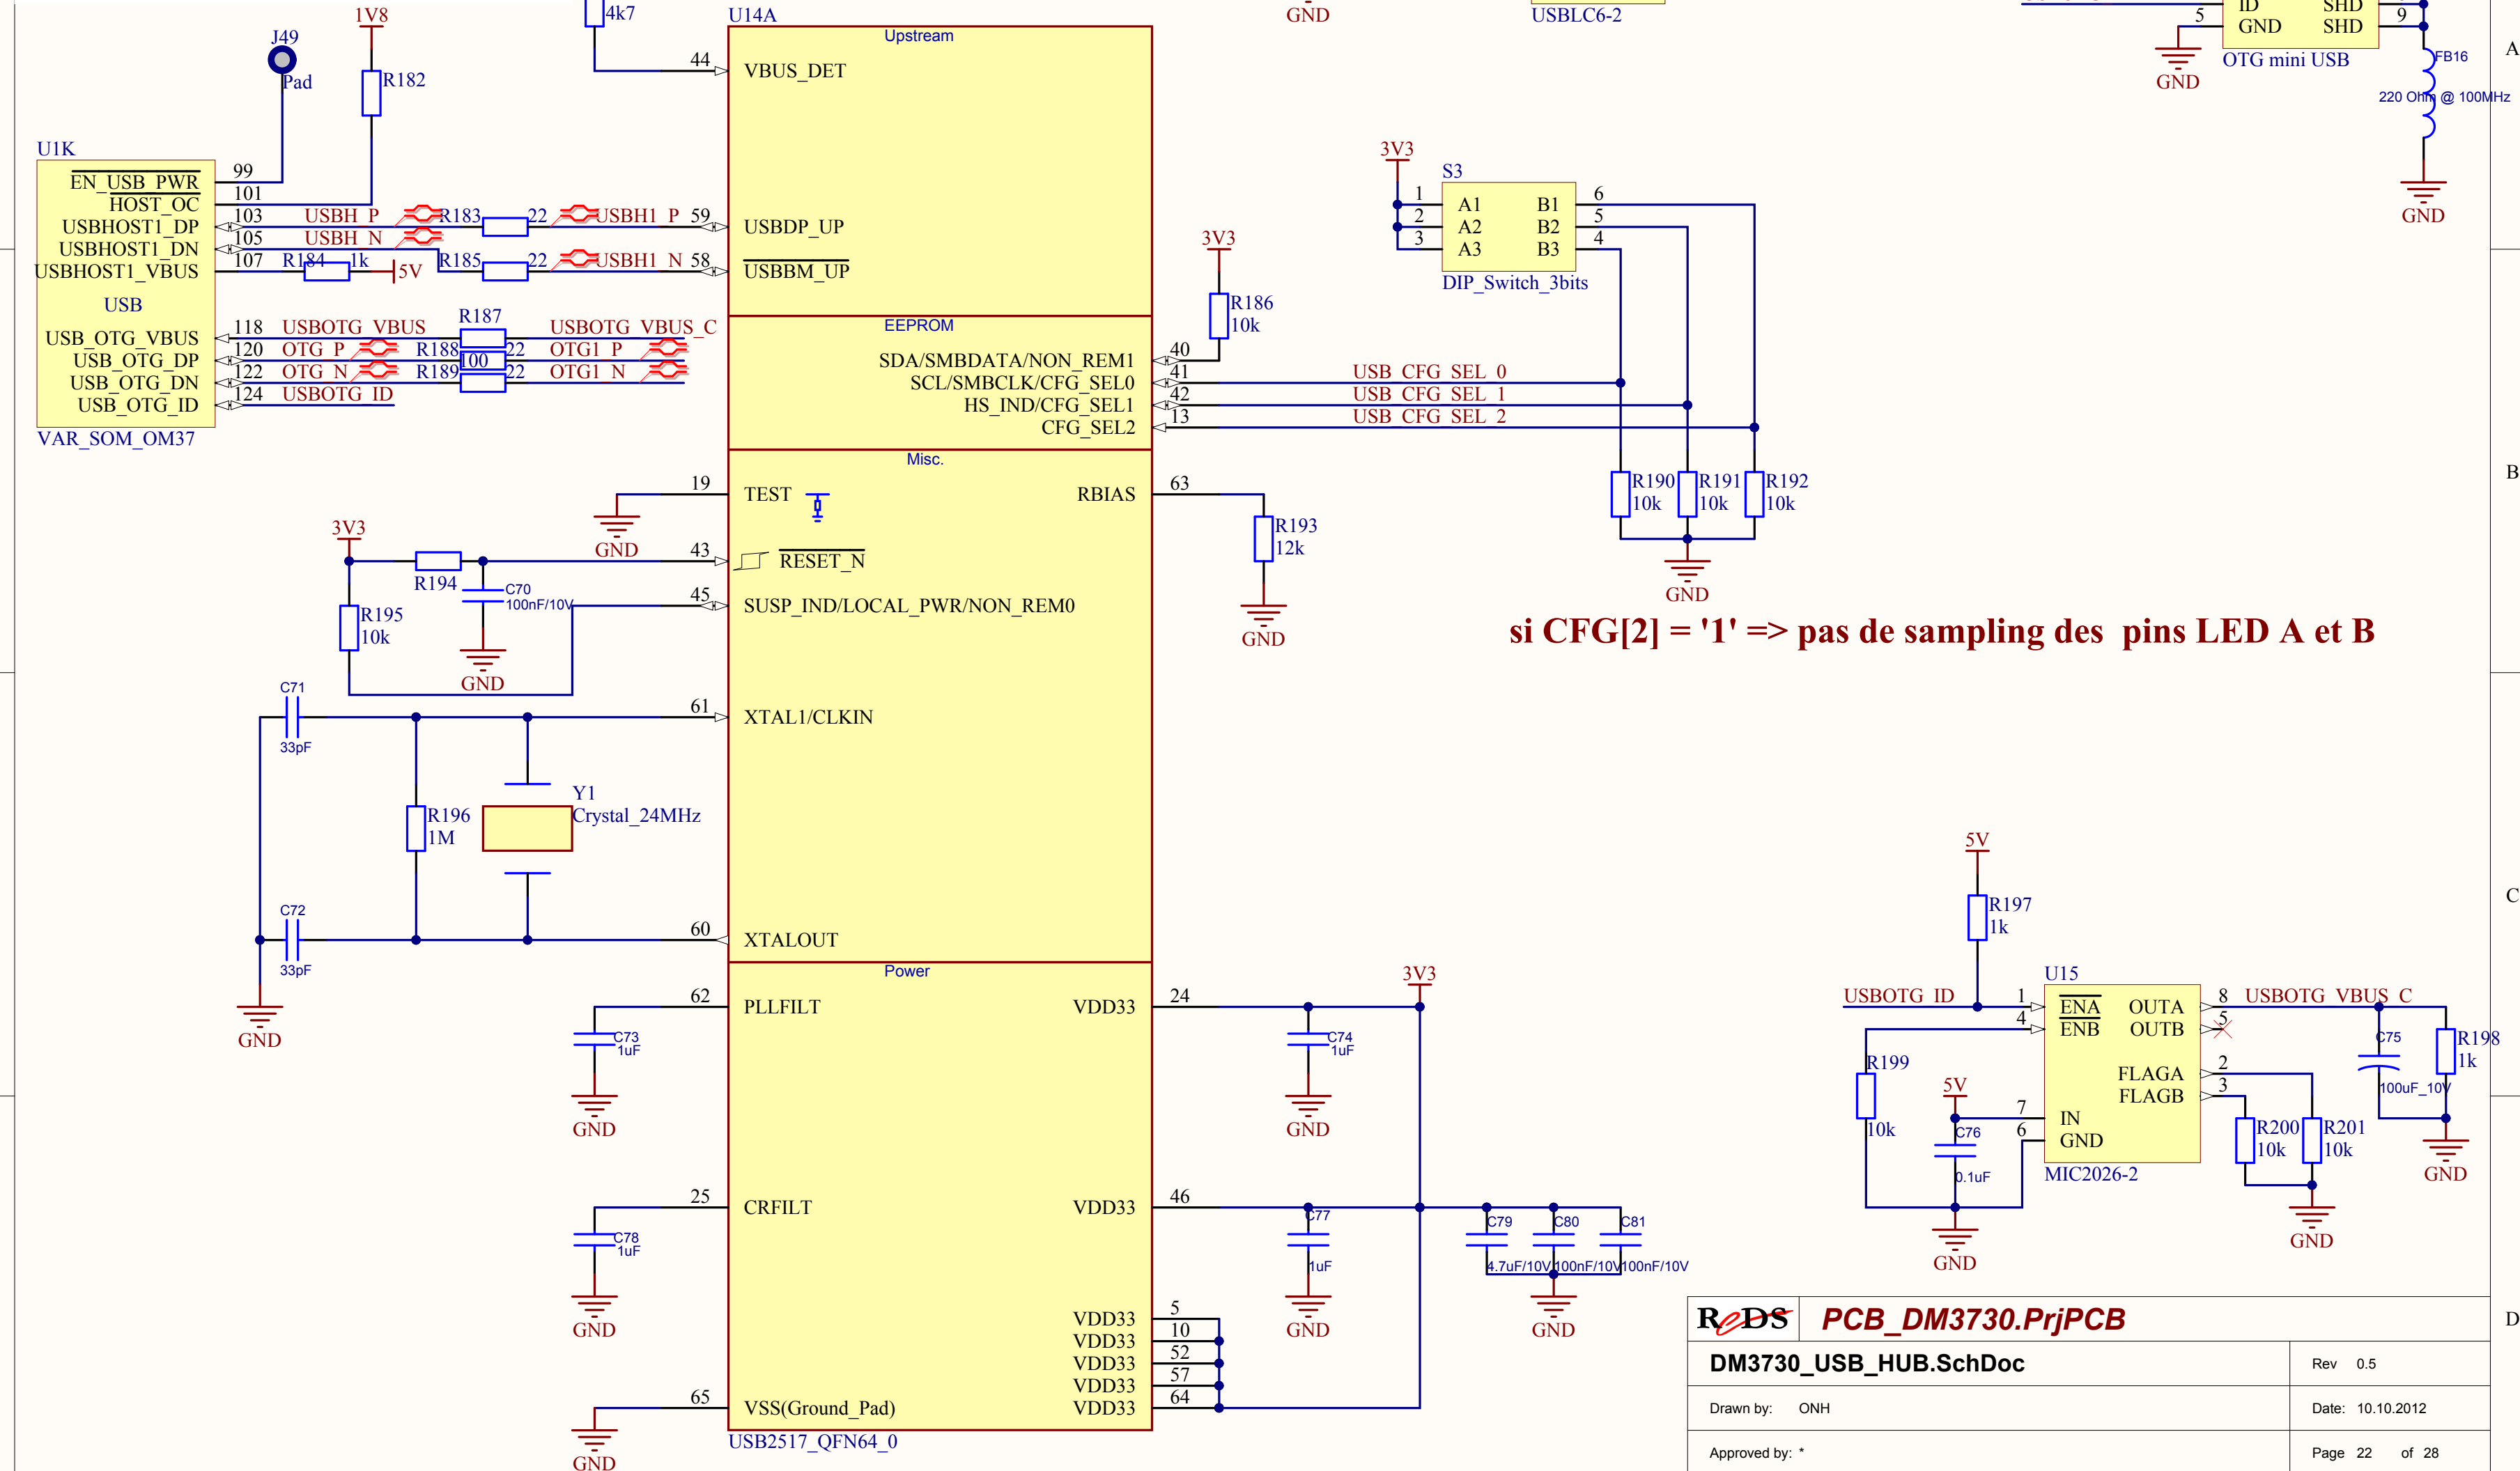 4k7
U14A
GND
USBLC6-2
ID
SHD
5
GND
SHD
9
OTG mini USB
GND
FB16
220 Ohm @ 100MHz
GND
A
1V8
J49
Pad
R182
Upstream
44
VBUS_DET
U1K
EN_USB_PWR
99
HOST_OC
101
USBHOST1_DP
103
USBH_P
R183
22
USBH1_P
59
USBDP_UP
USBHOST1_DN
105
USBH_N
USBHOST1_VBUS
107
R184
1k
5V
R185
22
USBH1_N
58
USBBM_UP
USB
USB_OTG_VBUS
118
USBOTG_VBUS
R187
USBOTG_VBUS_C
USB_OTG_DP
120
OTG_P
R188
100
22
OTG1_P
USB_OTG_DN
122
OTG_N
R189
22
OTG1_N
USB_OTG_ID
124
USBOTG_ID
VAR_SOM_OM37
3V3
S3
1
A1
B1
6
2
A2
B2
5
3
A3
B3
4
DIP_Switch_3bits
3V3
R186
10k
EEPROM
SDA/SMBDATA/NON_REM1
40
SCL/SMBCLK/CFG_SEL0
41
USB_CFG_SEL_0
HS_IND/CFG_SEL1
42
USB_CFG_SEL_1
CFG_SEL2
13
USB_CFG_SEL_2
Misc.
19
TEST
GND
RBIAS
63
R193
12k
GND
R190
10k
R191
10k
R192
10k
GND
B
3V3
R194
43
RESET_N
C70
100nF/10V
GND
R195
10k
45
SUSP_IND/LOCAL_PWR/NON_REM0
si CFG[2] = '1' => pas de sampling des pins LED A et B
C71
33pF
61
XTAL1/CLKIN
R196
1M
Y1
Crystal_24MHz
C72
33pF
60
XTALOUT
GND
Power
62
PLLFILT
C73
1uF
GND
VDD33
24
3V3
C74
1uF
GND
25
CRFILT
C78
1uF
GND
VDD33
46
C77
1uF
GND
C79
4.7uF/10V
C80
100nF/10V
C81
100nF/10V
GND
VDD33
5
VDD33
10
VDD33
52
VDD33
57
VDD33
64
65
VSS(Ground_Pad)
GND
USB2517_QFN64_0
C
5V
R197
1k
U15
USBOTG_ID
1
ENA
OUTA
8
USBOTG_VBUS_C
4
ENB
OUTB
5
C75
100uF_10V
R198
1k
GND
R199
10k
FLAGA
2
FLAGB
3
5V
7
IN
6
GND
C76
0.1uF
GND
R200
10k
R201
10k
GND
MIC2026-2
D
ReDS
PCB_DM3730.PrjPCB
DM3730_USB_HUB.SchDoc
Rev 0.5
Drawn by: ONH
Date: 10.10.2012
Approved by: *
Page 22 of 28